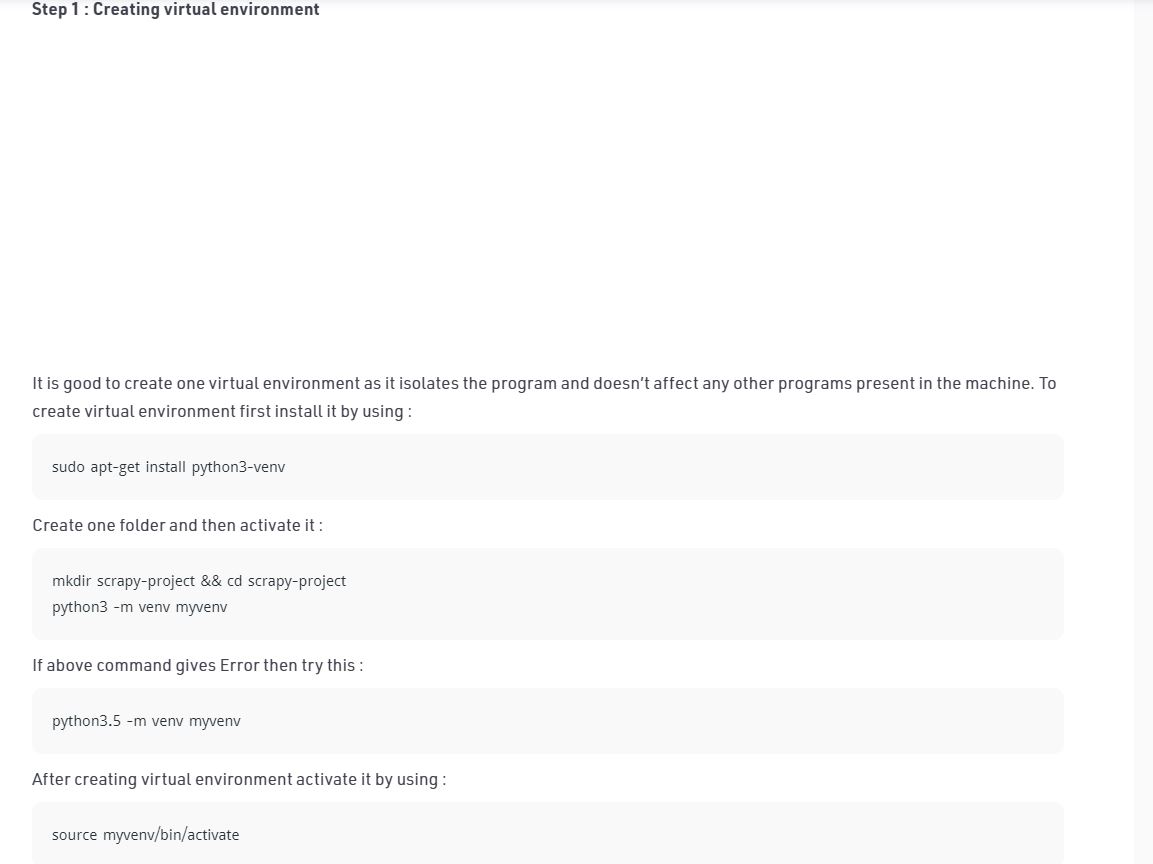 Step 1 : Creating virtual environment
It is good to create one virtual environment as it isolates the program and doesn't affect any other programs present in the machine. To
create virtual environment first install it by using :
sudo apt-get install python3-venv
Create one folder and then activate it :
mkdir scrapy-project && cd scrapy-project
python3 -m venv myvenv
If above command gives Error then try this :
python3.5 -m venv myvenv
After creating virtual environment activate it by using :
source myvenv/bin/activate